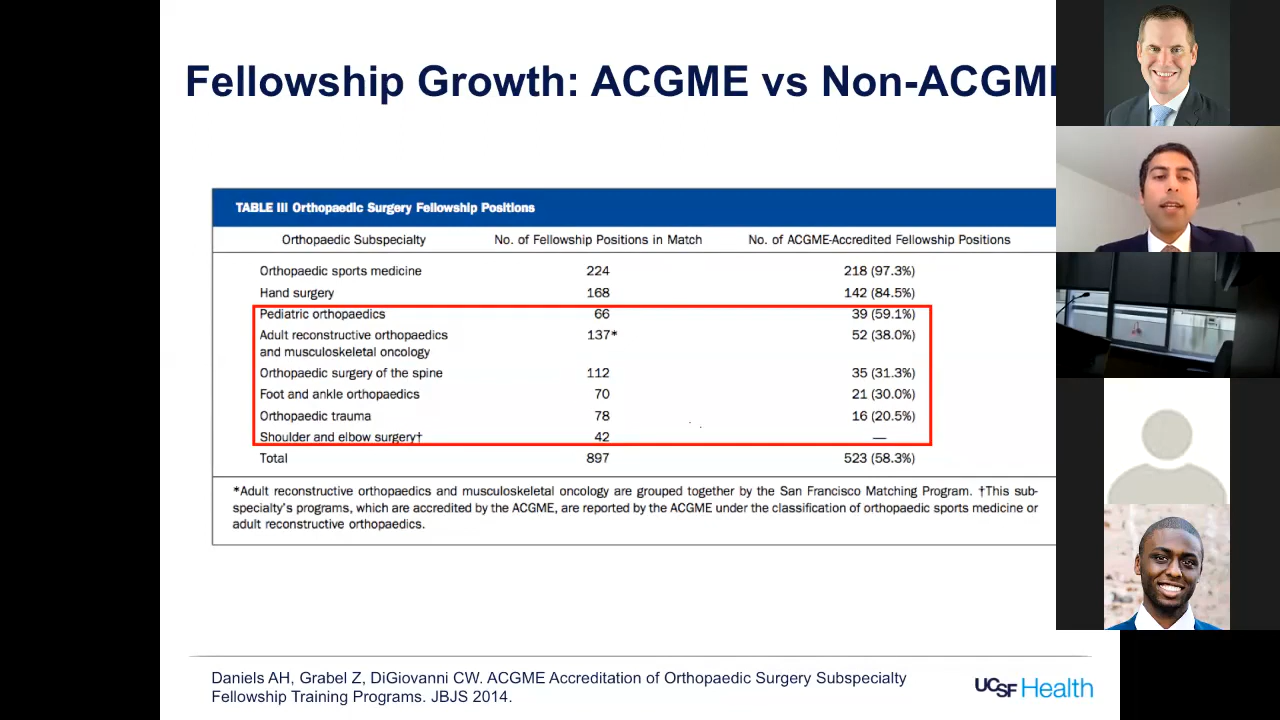 Fellowship Growth: ACGME vs Non-ACGM
TABLE III Orthopaedic Surgery Fellowship Positions
Orthopaedic Subspecialty No. of Fellowship Positions in Match No. of ACGME-Accredited Fellowship Positions
Orthopaedic sports medicine 224 218 (97.3%)
Hand surgery 168 142 (84.5%)
Pediatric orthopaedics 66 39 (59.1%)
Adult reconstructive orthopaedics 137* 52 (38.0%)
and musculoskeletal oncology
Orthopaedic surgery of the spine 112 35 (31.3%)
Foot and ankle orthopaedics 70 21 (30.0%)
Orthopaedic trauma 78 16 (20.5%)
Shoulder and elbow surgery† 42 —
Total 897 523 (58.3%)
*Adult reconstructive orthopaedics and musculoskeletal oncology are grouped together by the San Francisco Matching Program. †This sub-
specialty's programs, which are accredited by the ACGME, are reported by the ACGME under the classification of orthopaedic sports medicine or
adult reconstructive orthopaedics.
Daniels AH, Grabel Z, DiGiovanni CW. ACGME Accreditation of Orthopaedic Surgery Subspecialty
Fellowship Training Programs. JBJS 2014.
UCSF Health